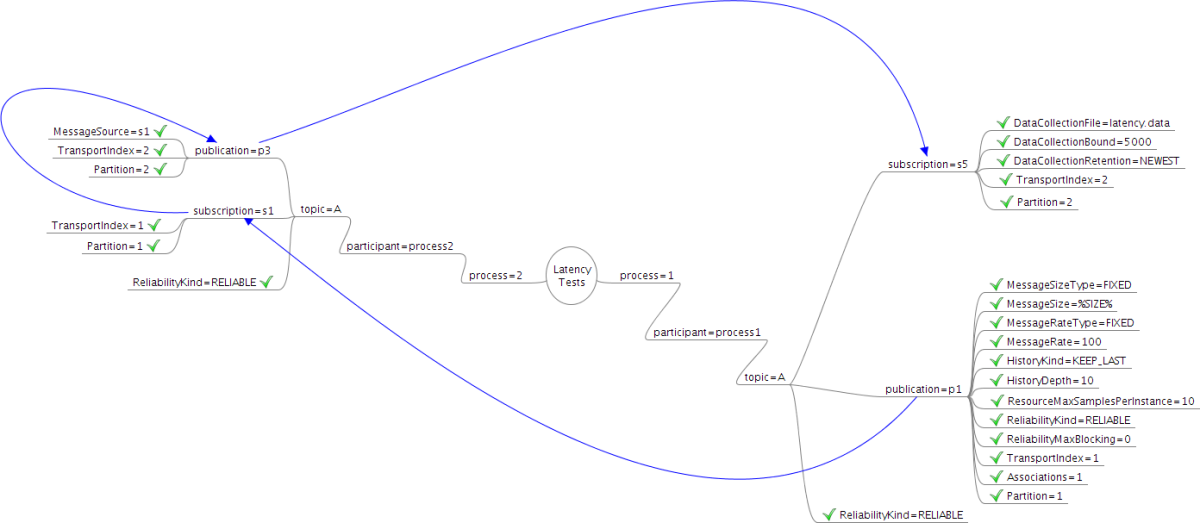 MessageSource=s1
TransportIndex=2
Partition=2
publication=p3
subscription=s1
TransportIndex=1
Partition=1
ReliabilityKind=RELIABLE
topic=A
participant=process2
process=2
Latency
Tests
process=1
participant=process1
topic=A
subscription=s5
DataCollectionFile=latency.data
DataCollectionBound=5000
DataCollectionRetention=NEWEST
TransportIndex=2
Partition=2
publication=p1
MessageSizeType=FIXED
MessageSize=%SIZE%
MessageRateType=FIXED
MessageRate=100
HistoryKind=KEEP_LAST
HistoryDepth=10
ResourceMaxSamplesPerInstance=10
ReliabilityKind=RELIABLE
ReliabilityMaxBlocking=0
TransportIndex=1
Associations=1
Partition=1
ReliabilityKind=RELIABLE